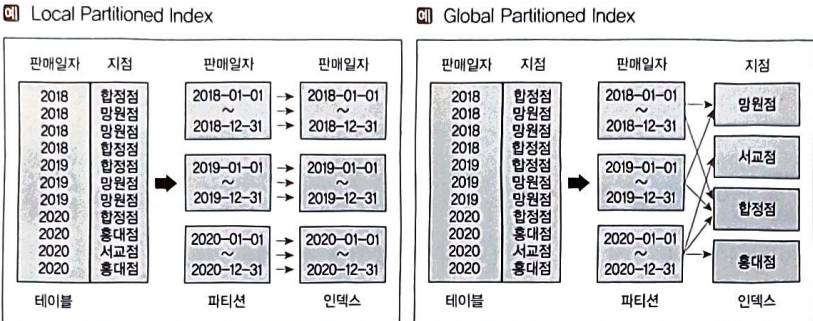 예 Local Partitioned Index
판매일자 지점 판매일자 판매일자
2018 합정점
2018 망원점
2018 망원점
2018 합정점
2019 합정점
2019 망원점
2019 망원점
2020 합정점
2020 홍대점
2020 서교점
2020 홍대점
2018-01-01
~
2018-12-31
2019-01-01
~
2019-12-31
2020-01-01
~
2020-12-31
2018-01-01
~
2018-12-31
2019-01-01
~
2019-12-31
2020-01-01
~
2020-12-31
테이블 파티션 인덱스
예 Global Partitioned Index
판매일자 지점 판매일자 지점
2018 합정점
2018 망원점
2018 망원점
2018 합정점
2019 합정점
2019 망원점
2019 망원점
2020 합정점
2020 홍대점
2020 서교점
2020 홍대점
2018-01-01
~
2018-12-31
2019-01-01
~
2019-12-31
2020-01-01
~
2020-12-31
망원점
서교점
합정점
홍대점
테이블 파티션 인덱스